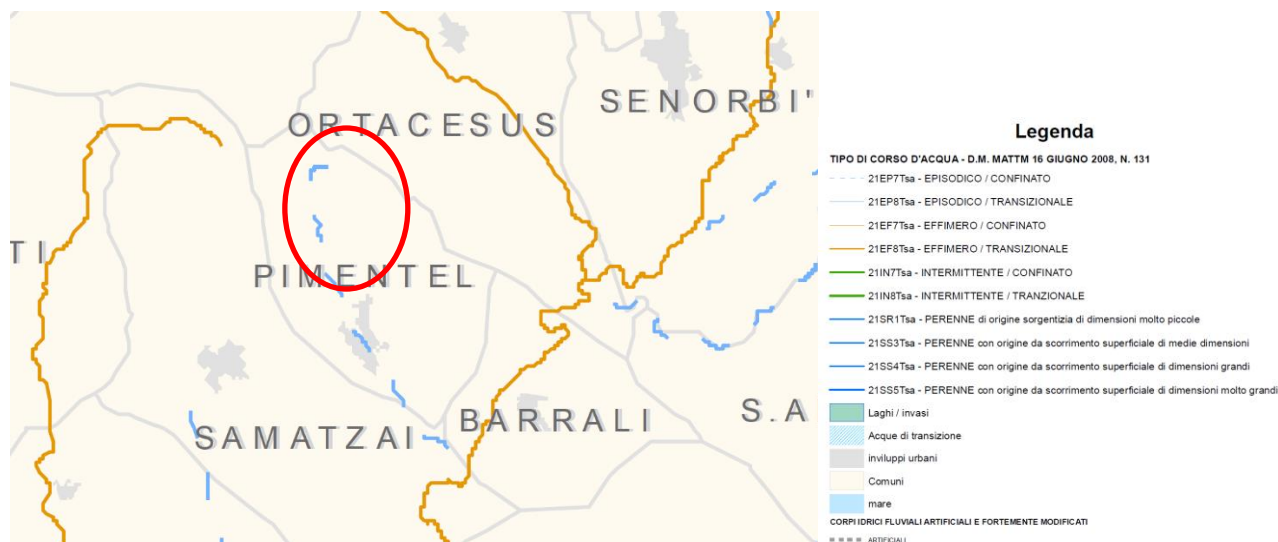 SENORBI'
ORTACESUS
TI
PIMENTEL
BARRALI
S.A
SAMATZAI
Legenda
TIPO DI CORSO D'ACQUA - D.M. MATTM 16 GIUGNO 2008, N. 131
21EP7Tsa - EPISODICO / CONFINATO
21EP8Tsa - EPISODICO / TRANSIZIONALE
21EF7Tsa - EFFIMERO / CONFINATO
21EF8Tsa - EFFIMERO / TRANSIZIONALE
21IN7Tsa - INTERMITTENTE / CONFINATO
21IN8Tsa - INTERMITTENTE / TRANZIONALE
21SR1Tsa - PERENNE di origine sorgentizia di dimensioni molto piccole
21SS3Tsa - PERENNE con origine da scorrimento superficiale di medie dimensioni
21SS4Tsa - PERENNE con origine da scorrimento superficiale di dimensioni grandi
21SS5Tsa - PERENNE con origine da scorrimento superficiale di dimensioni molto grandi
Laghi / invasi
Acque di transizione
inviluppi urbani
Comuni
mare
CORPI IDRICI FLUVIALI ARTIFICIALI E FORTEMENTE MODIFICATI
ARTIFICIALI